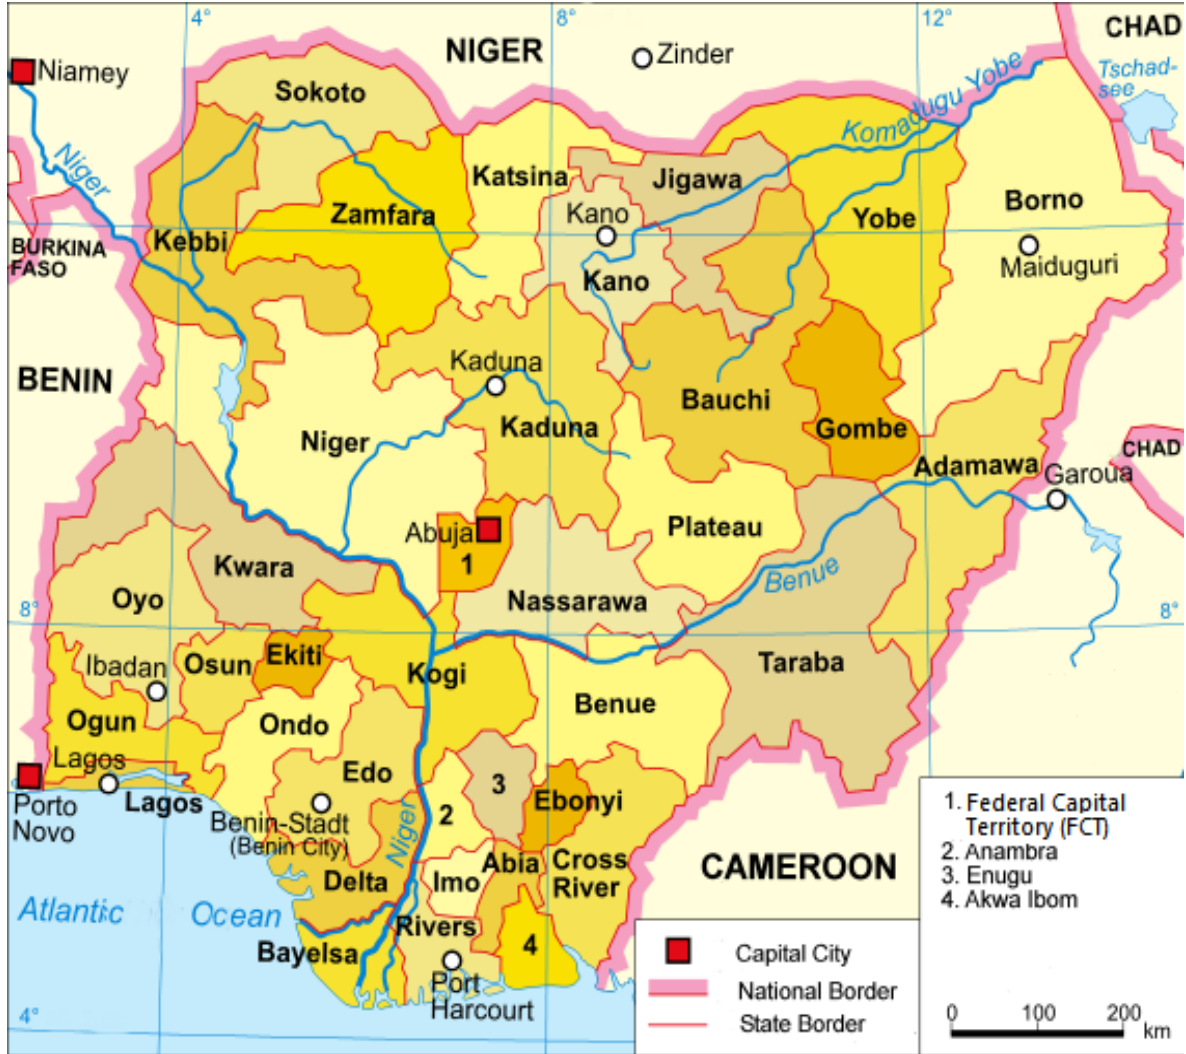 4°
8°
12°
CHAD
NIGER
Zinder
Niamey
Tschad-
see
Komadugu Yobe
Sokoto
Niger
Katsina
Jigawa
Zamfara
Kano
Yobe
Borno
BURKINA
FASO
Kebbi
Maiduguri
Kano
BENIN
Kaduna
Bauchi
Niger
Kaduna
Gombe
CHAD
Adamawa
Garoua
Abuja
Plateau
1
Kwara
Benue
Oyo
Nassarawa
8°
8°
Ibadan
Osun
Ekiti
Kogi
Taraba
Benue
Ogun
Ondo
Lagos
Edo
3
Lagos
Ebonyi
Porto
Novo
2
Benin-Stadt
(Benin City)
Niger
Abia
Cross
River
CAMEROON
Delta
Imo
Atlantic Ocean
Rivers
4
Bayelsa
Port
Harcourt
4°
1. Federal Capital
Territory (FCT)
2. Anambra
3. Enugu
4. Akwa Ibom
Capital City
National Border
State Border
0 100 200
km